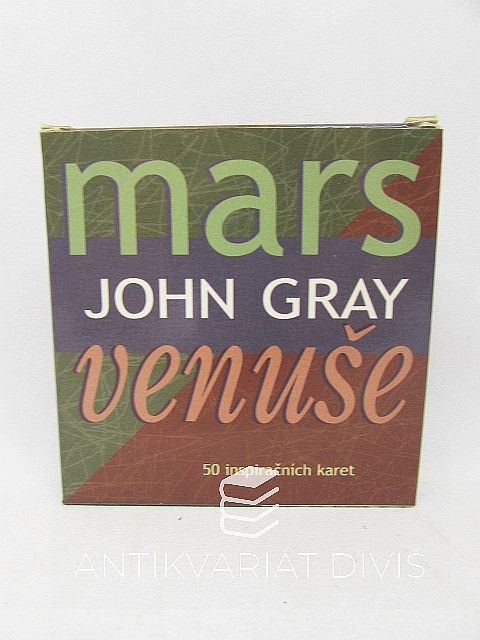 mars
JOHN GRAY
venuše
50 inspiračních karet
ANTIKVARIÁT DIVIŠ